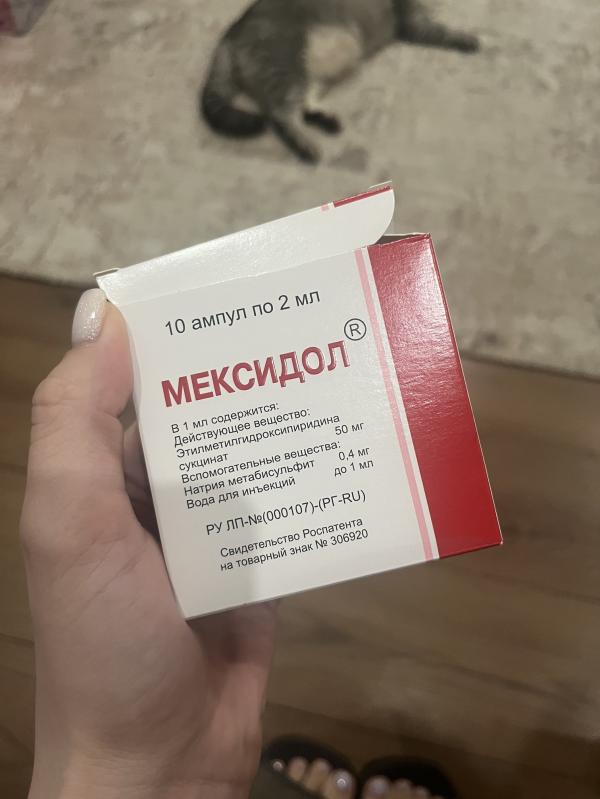 10 ампул по 2 мл
МЕКСИДОЛ®
В 1 мл содержится:
Действующее вещество:
Этилметилгидроксипиридина
сукцинат 50 мг
Вспомогательные вещества:
Натрия метабисульфит 0,4 мг
Вода для инъекций до 1 мл
РУ ЛП-№(000107)-(РГ-RU)
Свидетельство Роспатента
на товарный знак № 306920